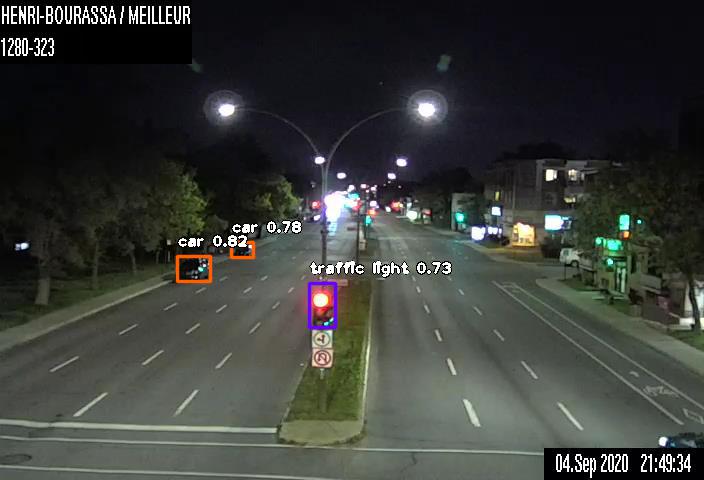 HENRI-BOURASSA / MEILLEUR
1280-323
car 0.78
car 0.82
traffic light 0.73
04.Sep 2020 21:49:34